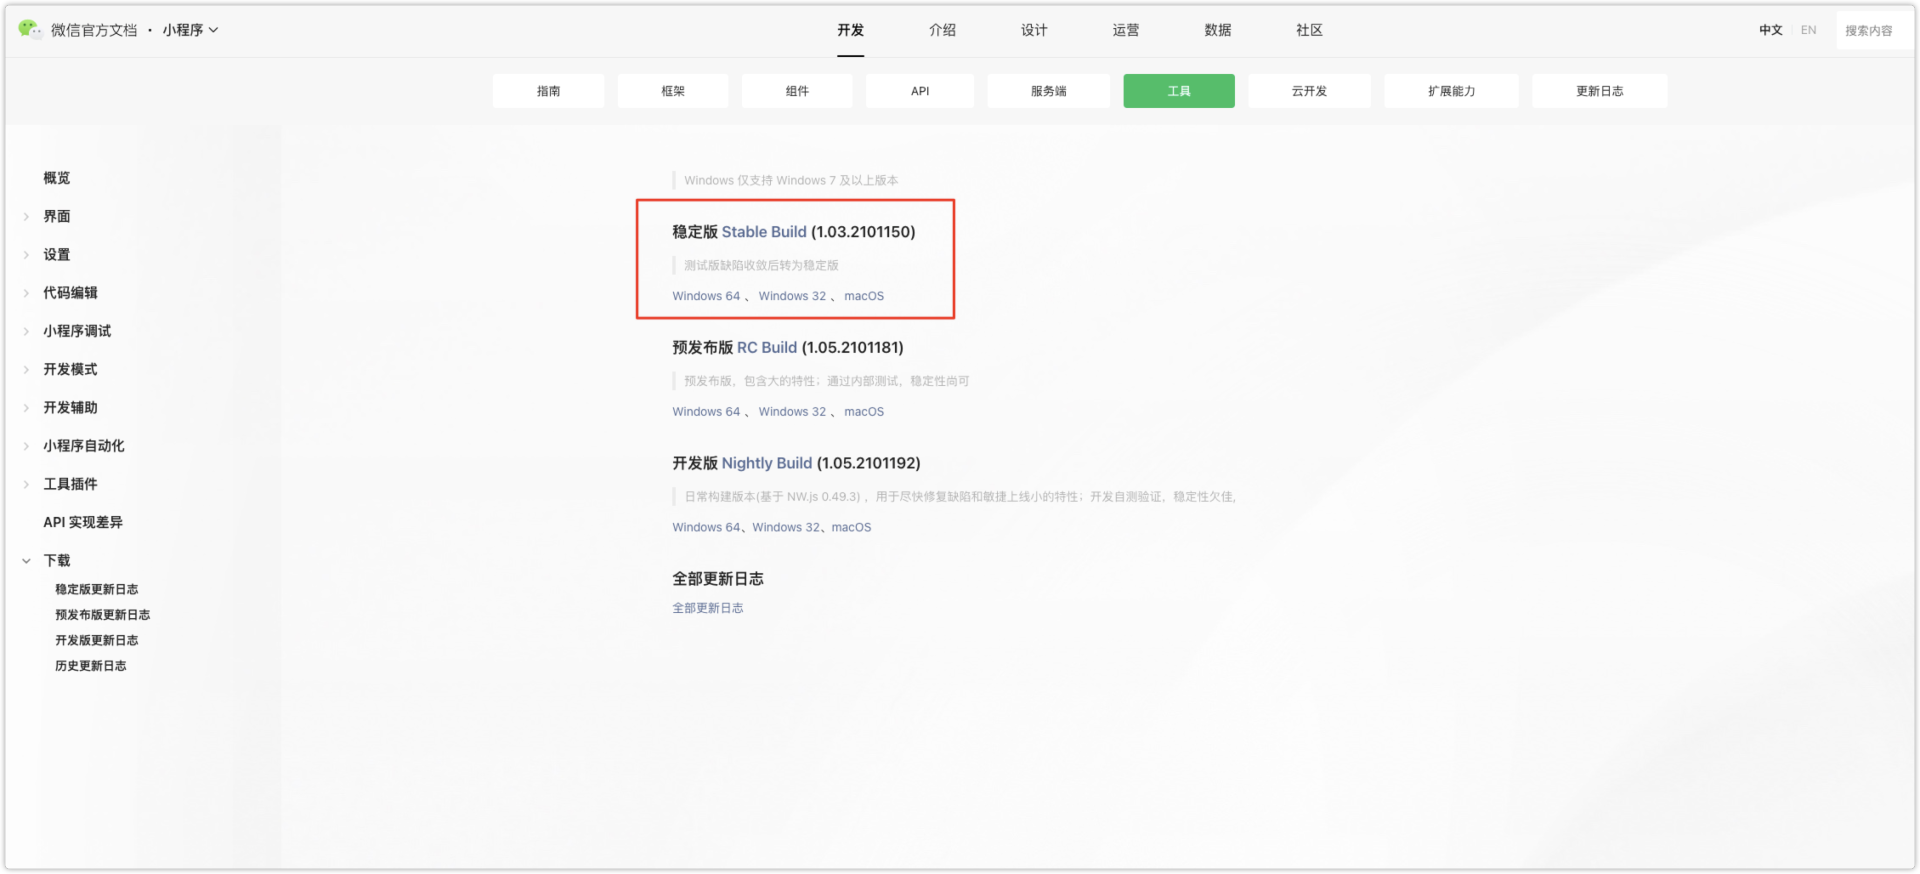 微信官方文档 · 小程序
开发 介绍 设计 运营 数据 社区
中文 EN 搜索内容
指南 框架 组件 API 服务端 工具 云开发 扩展能力 更新日志
概览
界面
设置
代码编辑
小程序调试
开发模式
开发辅助
小程序自动化
工具插件
API 实现差异
下载
稳定版更新日志
预发布版更新日志
开发版更新日志
历史更新日志
Windows 仅支持 Windows 7 及以上版本
稳定版 Stable Build (1.03.2101150)
测试版缺陷收敛后转为稳定版
Windows 64 、 Windows 32 、 macOS
预发布版 RC Build (1.05.2101181)
预发布版，包含大的特性；通过内部测试，稳定性尚可
Windows 64 、 Windows 32 、 macOS
开发版 Nightly Build (1.05.2101192)
日常构建版本(基于 NW.js 0.49.3) ，用于尽快修复缺陷和敏捷上线小的特性；开发自测验证，稳定性欠佳,
Windows 64、Windows 32、macOS
全部更新日志
全部更新日志